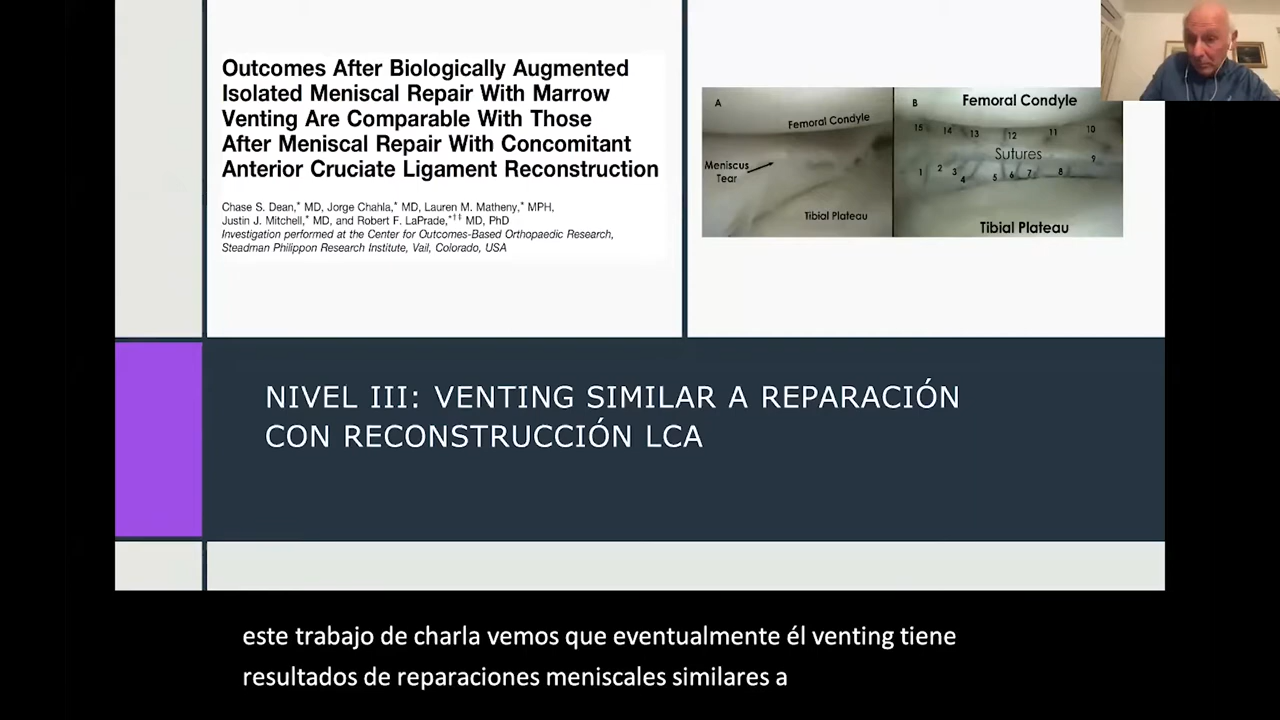 Outcomes After Biologically Augmented
Isolated Meniscal Repair With Marrow
Venting Are Comparable With Those
After Meniscal Repair With Concomitant
Anterior Cruciate Ligament Reconstruction
Chase S. Dean,* MD, Jorge Chahla,* MD, Lauren M. Matheny,* MPH,
Justin J. Mitchell,* MD, and Robert F. LaPrade,*†‡ MD, PhD
Investigation performed at the Center for Outcomes-Based Orthopaedic Research,
Steadman Philippon Research Institute, Vail, Colorado, USA
A
Femoral Condyle
Meniscus
Tear
Tibial Plateau
B
Femoral Condyle
15 14 13 12 11 10
Sutures
9
1 2 3 4 5 6 7 8
Tibial Plateau
NIVEL III: VENTING SIMILAR A REPARACIÓN
CON RECONSTRUCCIÓN LCA
este trabajo de charla vemos que eventualmente él venting tiene
resultados de reparaciones meniscales similares a